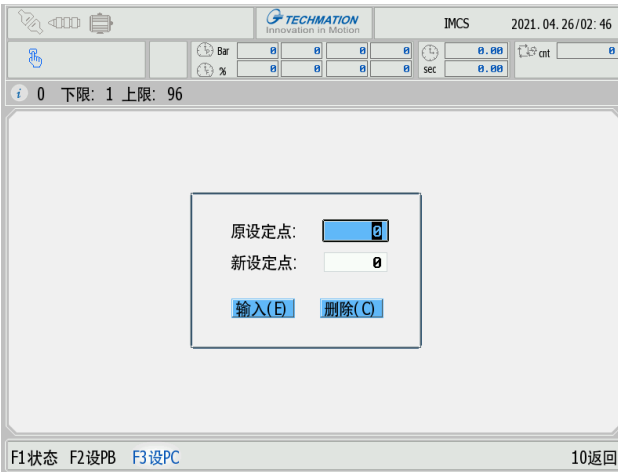 TECHMATION
Innovation in Motion
IMCS 2021.04.26/02:46
Bar 0 0 0 0 0.00 cnt 0
% 0 0 0 0 sec 0.00
i 0 下限: 1 上限: 96
原设定点: 0
新设定点: 0
输入(E) 删除(C)
F1状态 F2设PB F3设PC 10返回